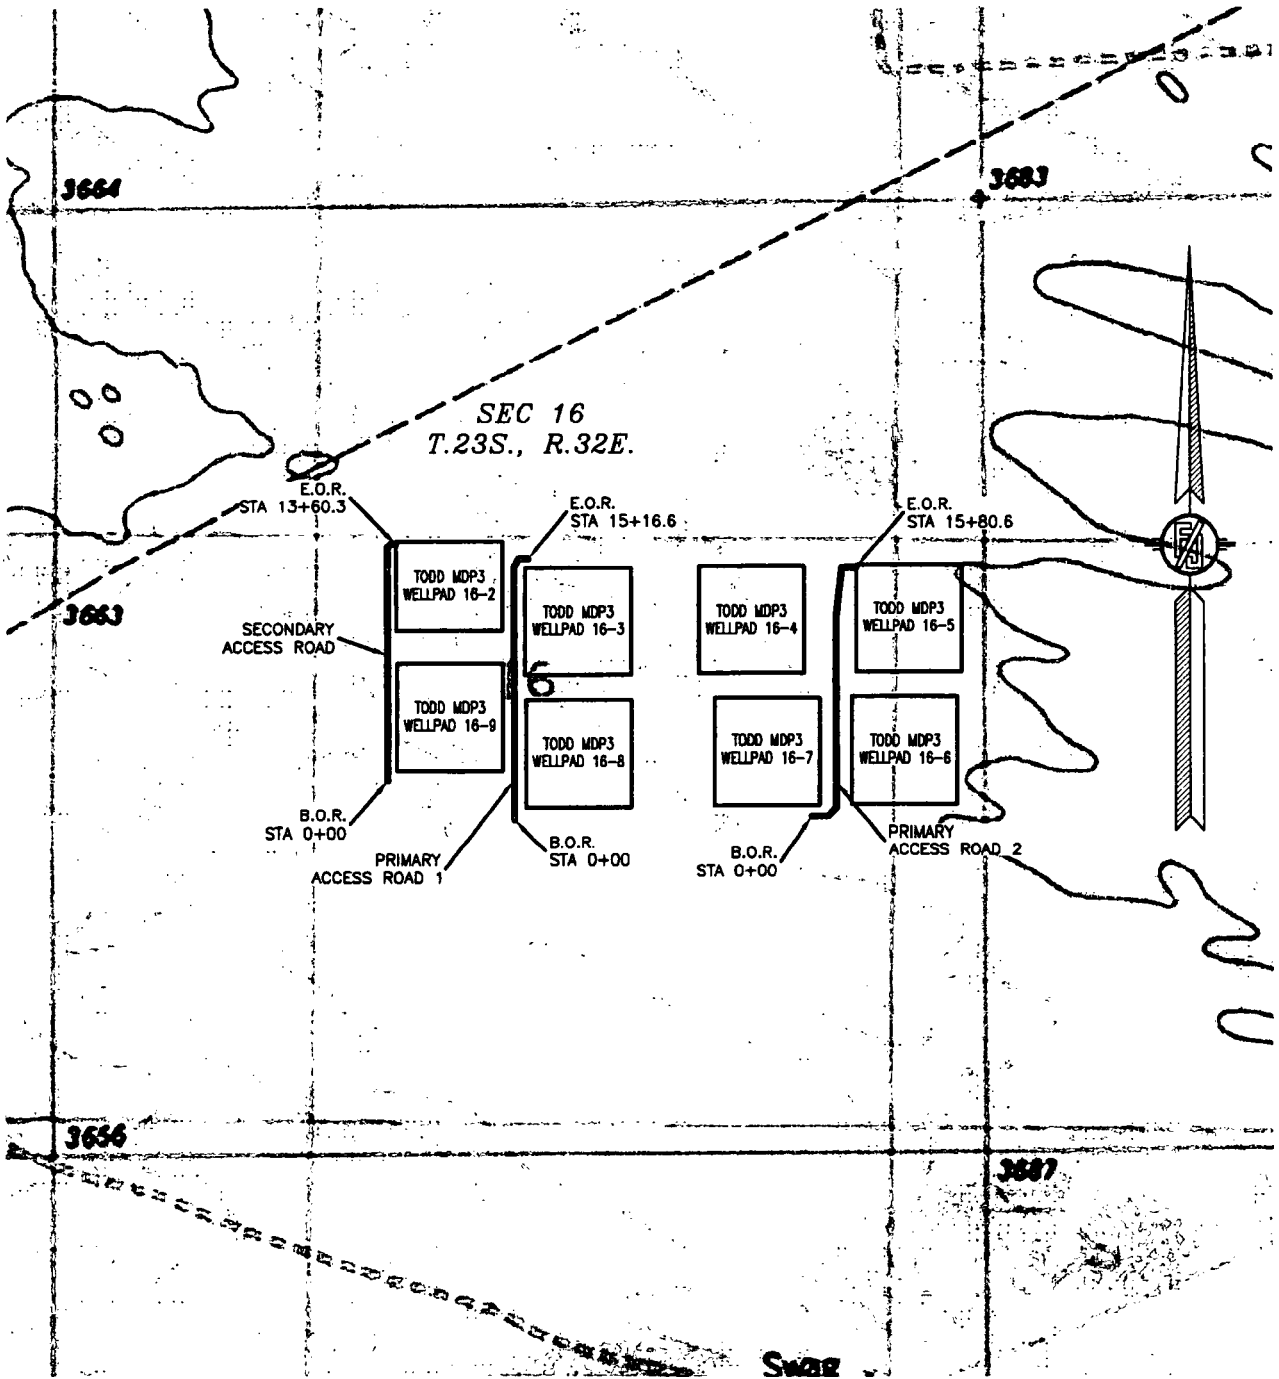 3664
3683
SEC 16
T.23S., R.32E.
E.O.R.
STA 13+60.3
E.O.R.
STA 15+16.6
E.O.R.
STA 15+80.6
TODD MDP3
WELLPAD 16-2
TODD MDP3
WELLPAD 16-3
TODD MDP3
WELLPAD 16-4
TODD MDP3
WELLPAD 16-5
3663
SECONDARY
ACCESS ROAD
16
TODD MDP3
WELLPAD 16-9
TODD MDP3
WELLPAD 16-8
TODD MDP3
WELLPAD 16-7
TODD MDP3
WELLPAD 16-6
B.O.R.
STA 0+00
PRIMARY
ACCESS ROAD 1
B.O.R.
STA 0+00
B.O.R.
STA 0+00
PRIMARY
ACCESS ROAD 2
3656
3687